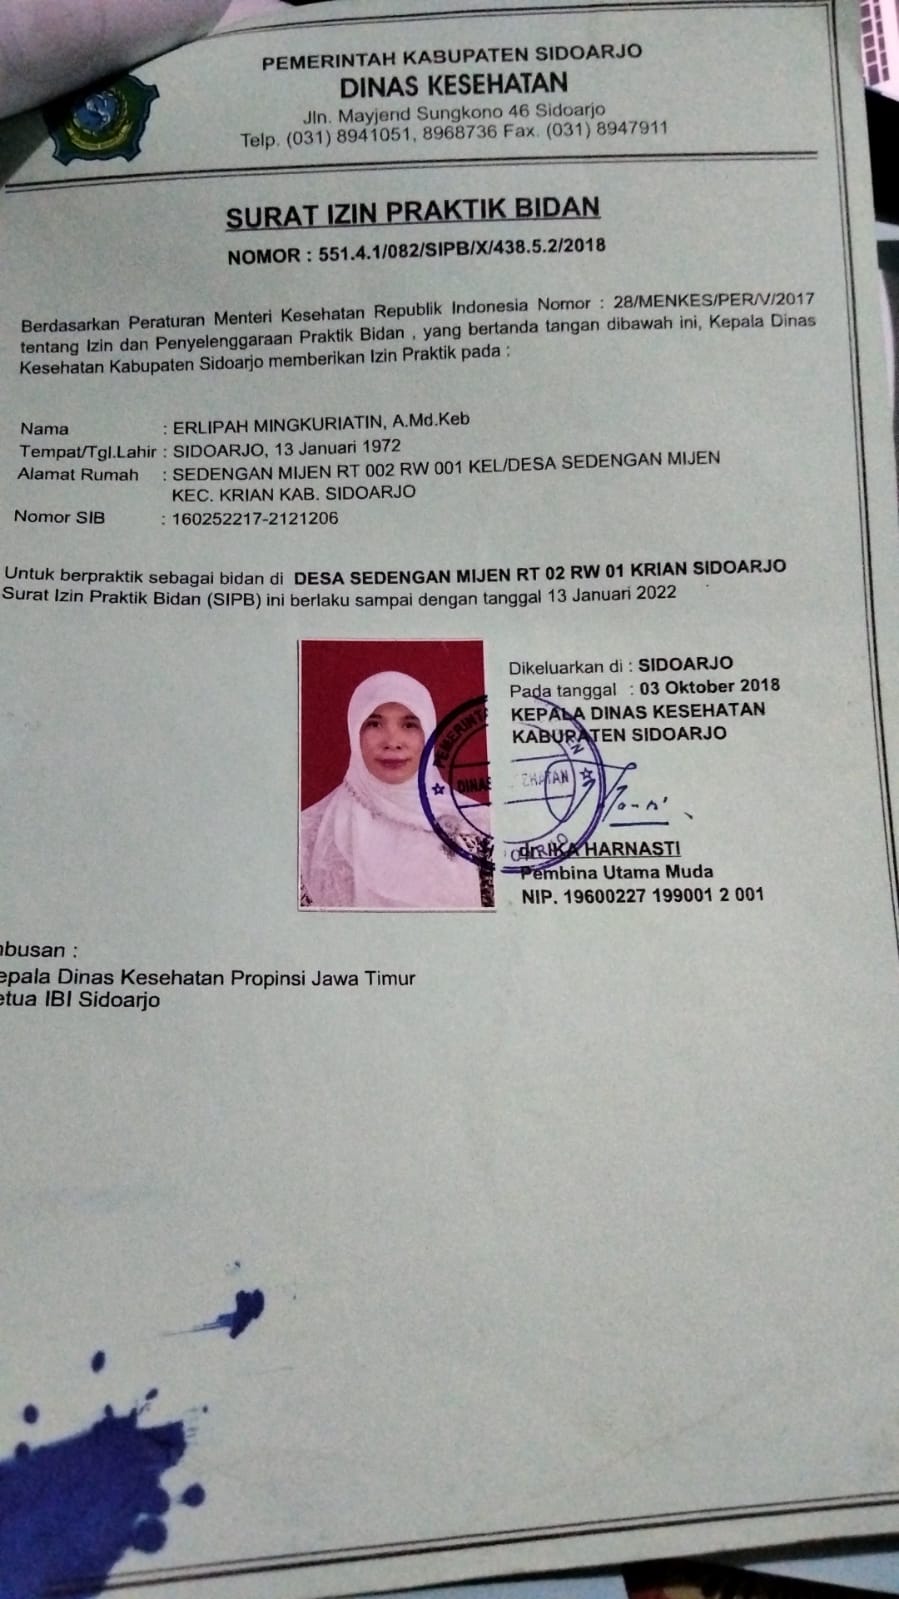 PEMERINTAH KABUPATEN SIDOARJO
DINAS KESEHATAN
Jln. Mayjend Sungkono 46 Sidoarjo
Telp. (031) 8941051, 8968736 Fax. (031) 8947911
SURAT IZIN PRAKTIK BIDAN
NOMOR : 551.4.1/082/SIPB/X/438.5.2/2018
Berdasarkan Peraturan Menteri Kesehatan Republik Indonesia Nomor : 28/MENKES/PER/V/2017
tentang Izin dan Penyelenggaraan Praktik Bidan , yang bertanda tangan dibawah ini, Kepala Dinas
Kesehatan Kabupaten Sidoarjo memberikan Izin Praktik pada :
Nama : ERLIPAH MINGKURIATIN, A.Md.Keb
Tempat/Tgl.Lahir : SIDOARJO, 13 Januari 1972
Alamat Rumah : SEDENGAN MIJEN RT 002 RW 001 KEL/DESA SEDENGAN MIJEN
KEC. KRIAN KAB. SIDOARJO
Nomor SIB : 160252217-2121206
Untuk berpraktik sebagai bidan di DESA SEDENGAN MIJEN RT 02 RW 01 KRIAN SIDOARJO
Surat Izin Praktik Bidan (SIPB) ini berlaku sampai dengan tanggal 13 Januari 2022
Dikeluarkan di : SIDOARJO
Pada tanggal : 03 Oktober 2018
KEPALA DINAS KESEHATAN
KABUPATEN SIDOARJO
dr. IKA HARNASTI
Pembina Utama Muda
NIP. 19600227 199001 2 001
mbusan :
epala Dinas Kesehatan Propinsi Jawa Timur
etua IBI Sidoarjo